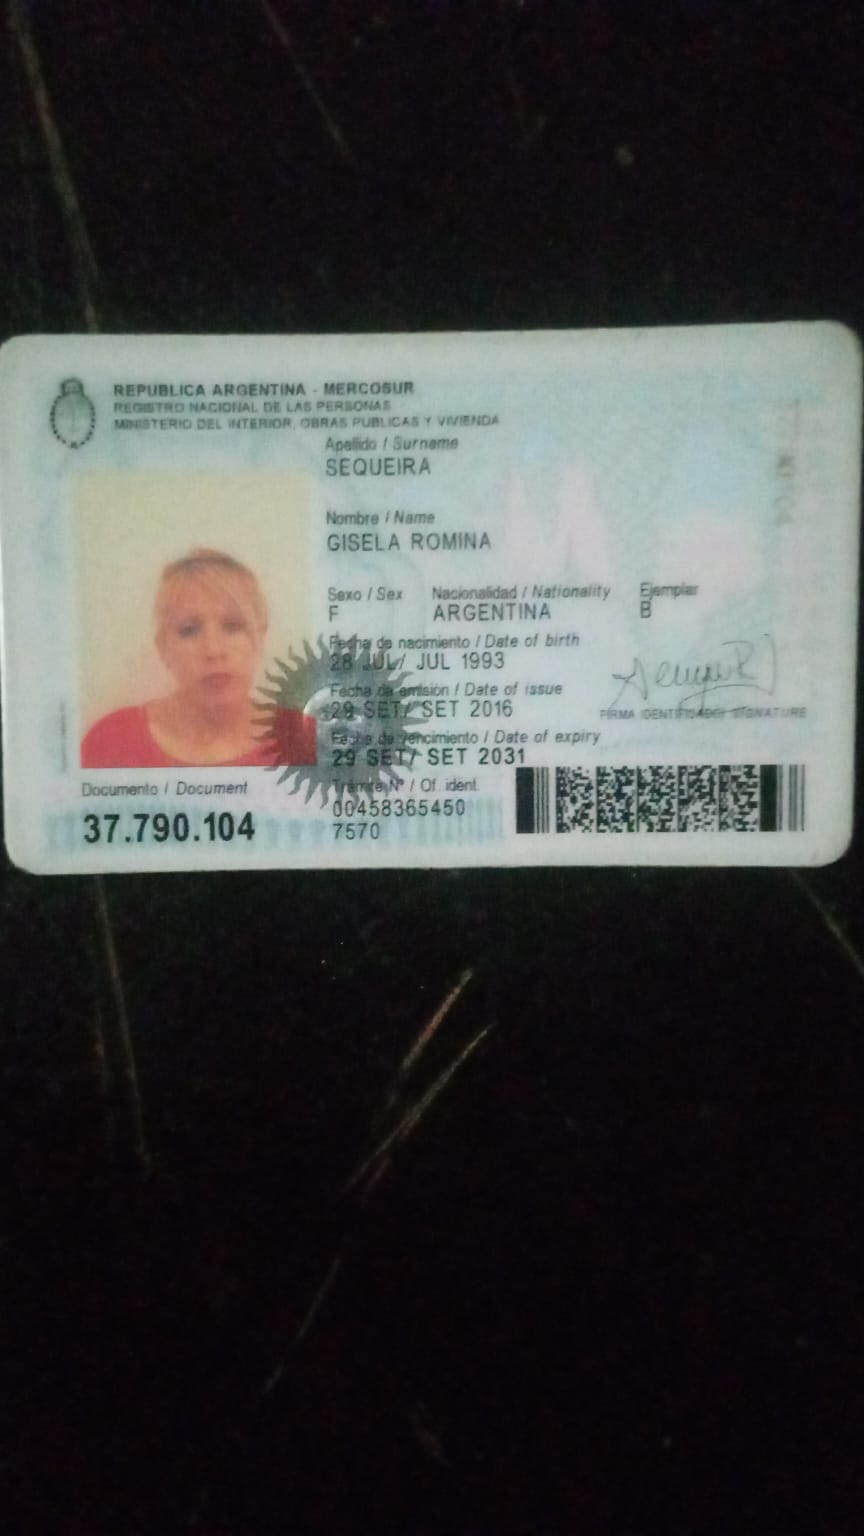 REPUBLICA ARGENTINA - MERCOSUR
REGISTRO NACIONAL DE LAS PERSONAS
MINISTERIO DEL INTERIOR, OBRAS PUBLICAS Y VIVIENDA
Apellido / Surname
SEQUEIRA
Nombre / Name
GISELA ROMINA
Sexo / Sex Nacionalidad / Nationality Ejemplar
F ARGENTINA B
Fecha de nacimiento / Date of birth
28 JUL/ JUL 1993
Fecha de emisión / Date of issue
29 SET/ SET 2016
FIRMA IDENTIFICADO/ SIGNATURE
Fecha de vencimiento / Date of expiry
29 SET/ SET 2031
Documento / Document
37.790.104
Trámite Nº / Of. ident.
00458365450
7570